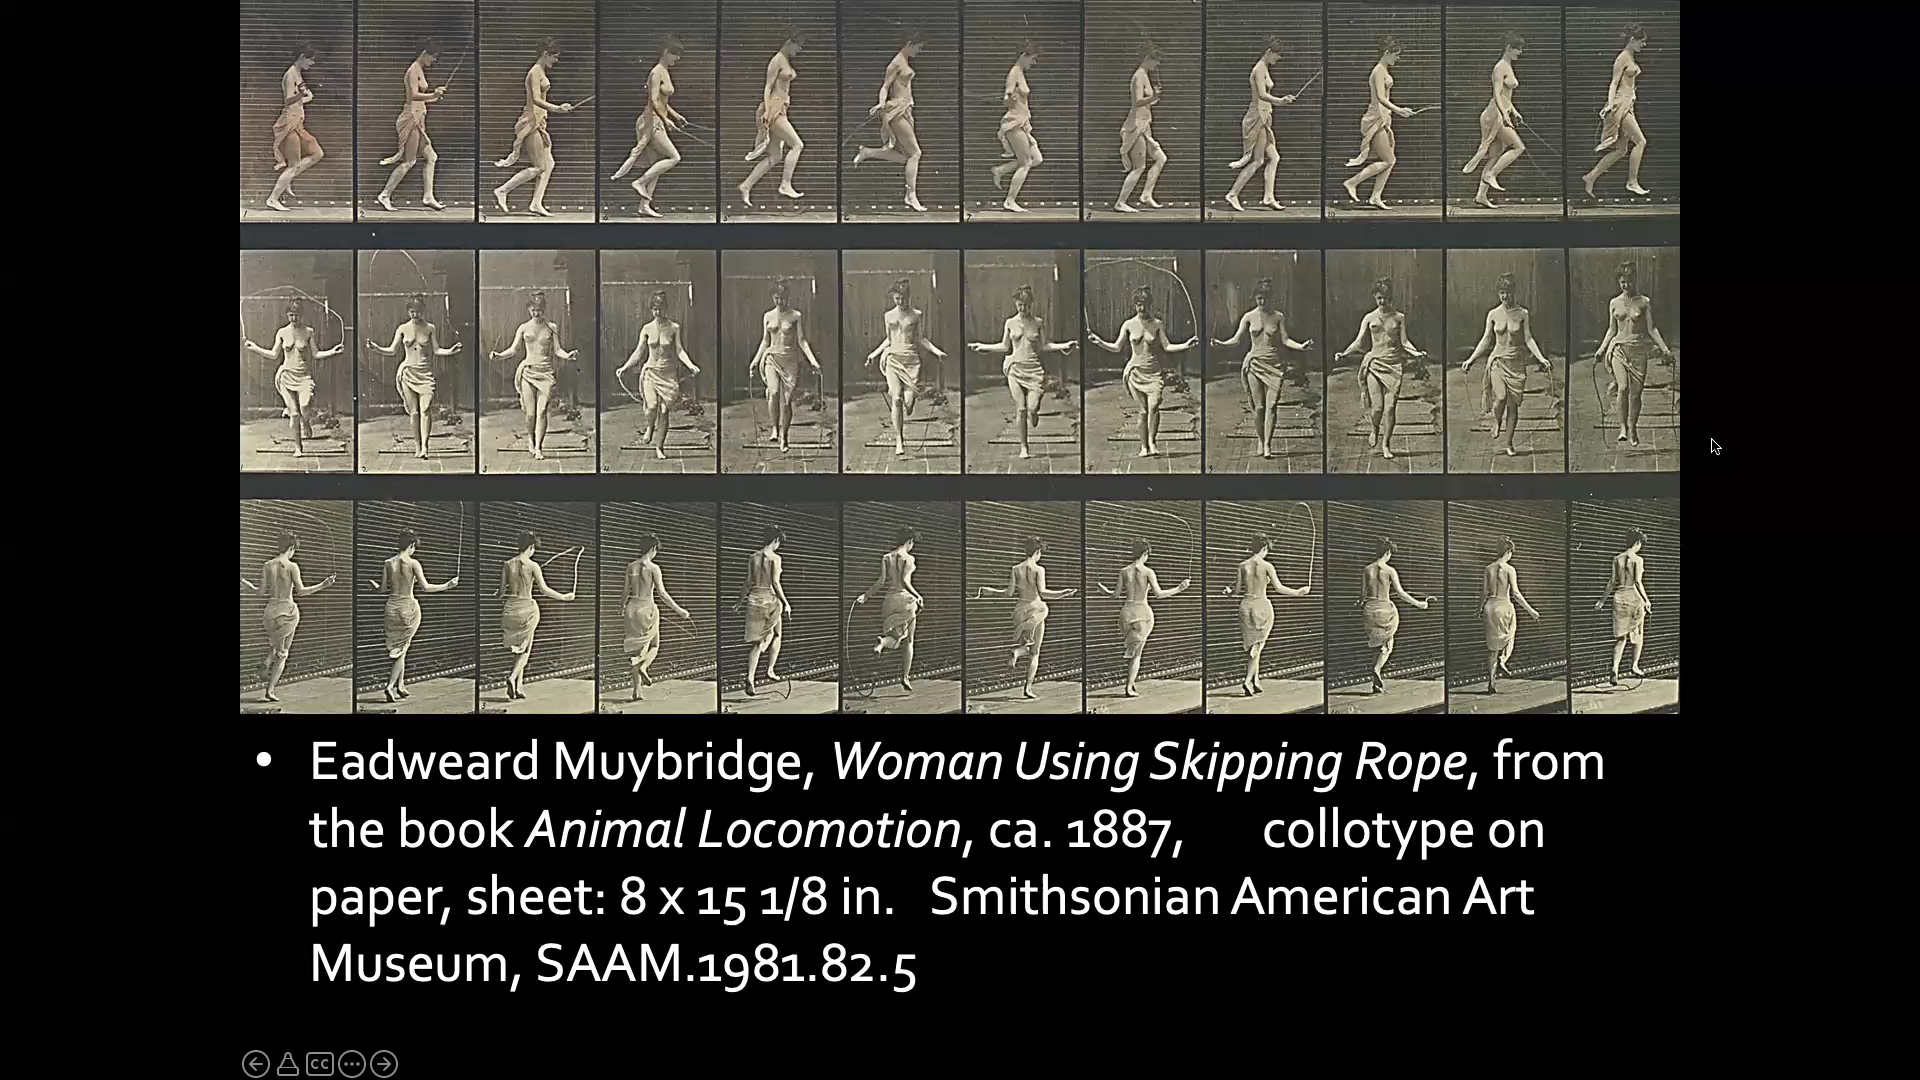 • Eadweard Muybridge, Woman Using Skipping Rope, from
the book Animal Locomotion, ca. 1887, collotype on
paper, sheet: 8 x 15 1/8 in. Smithsonian American Art
Museum, SAAM.1981.82.5
CC